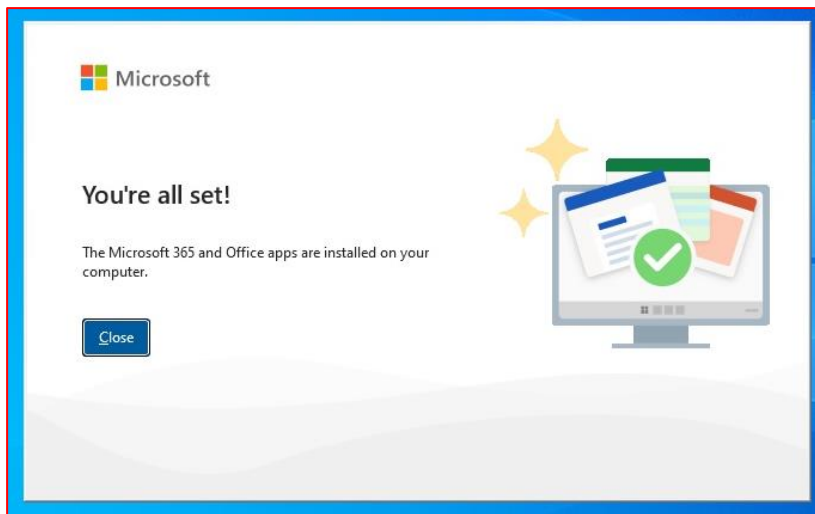 Microsoft
You're all set!
The Microsoft 365 and Office apps are installed on your
computer.
Close